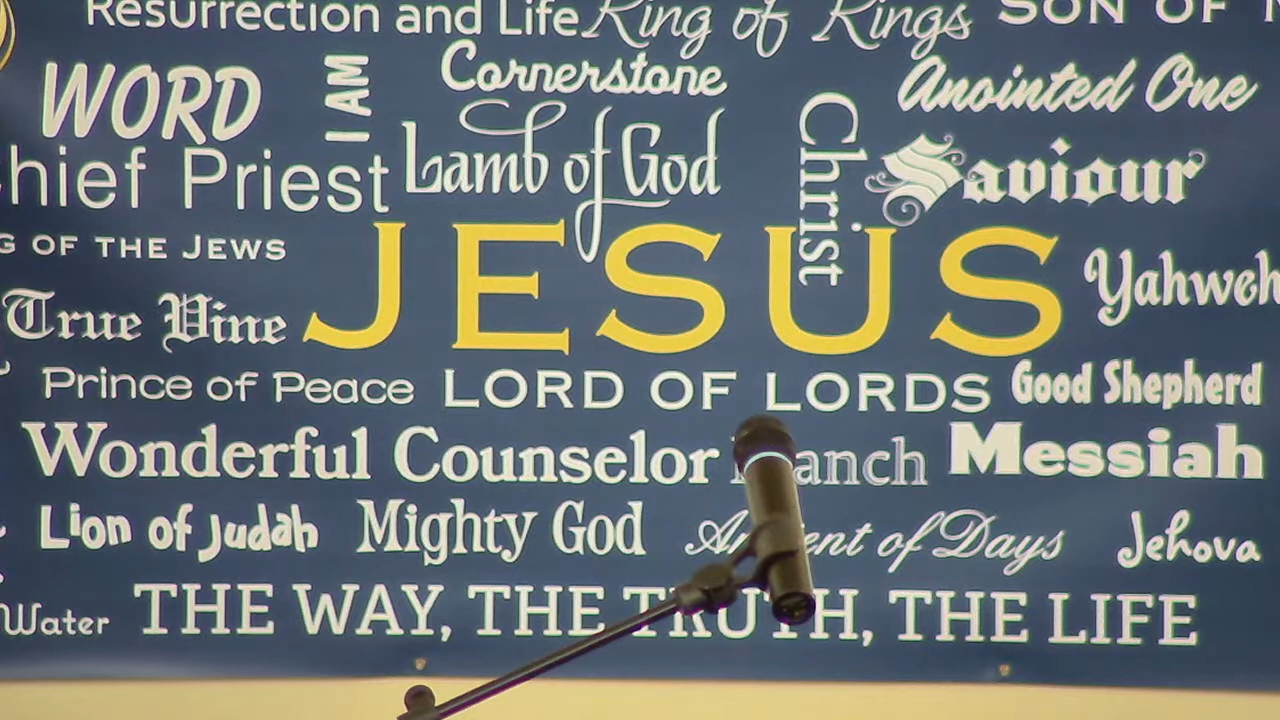 Resurrection and Life King of Kings SON OF
WORD I AM Cornerstone Anointed One
hief Priest Lamb of God Christ Saviour
OF THE JEWS JESUS Yahweh
True Vine
Prince of Peace LORD OF LORDS Good Shepherd
Wonderful Counselor anch Messiah
Lion of Judah Mighty God An ent of Days Jehova
Water THE WAY, THE TRUTH, THE LIFE